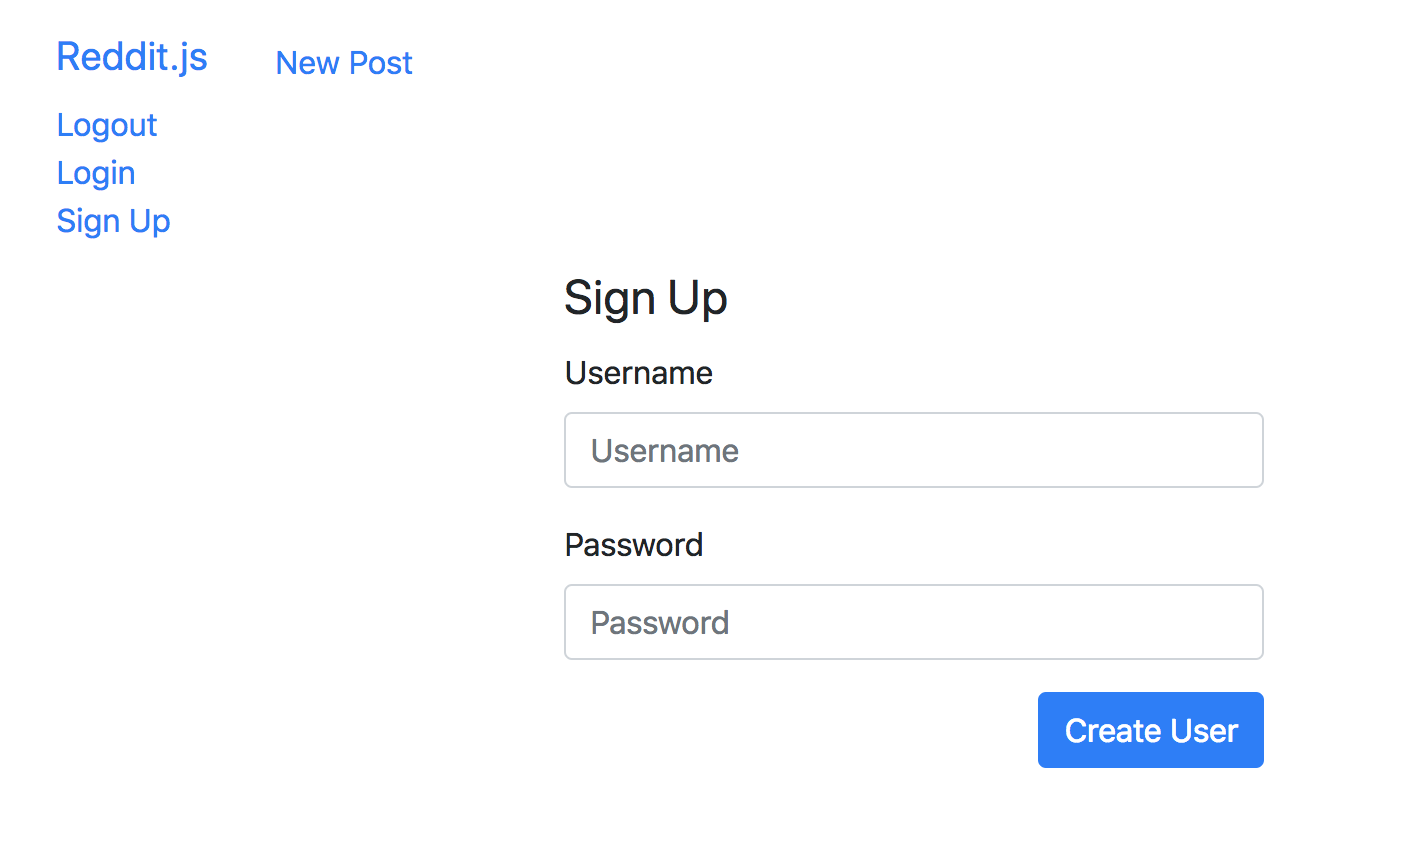 Reddit.js New Post
Logout
Login
Sign Up
Sign Up
Username
Username
Password
Password
Create User